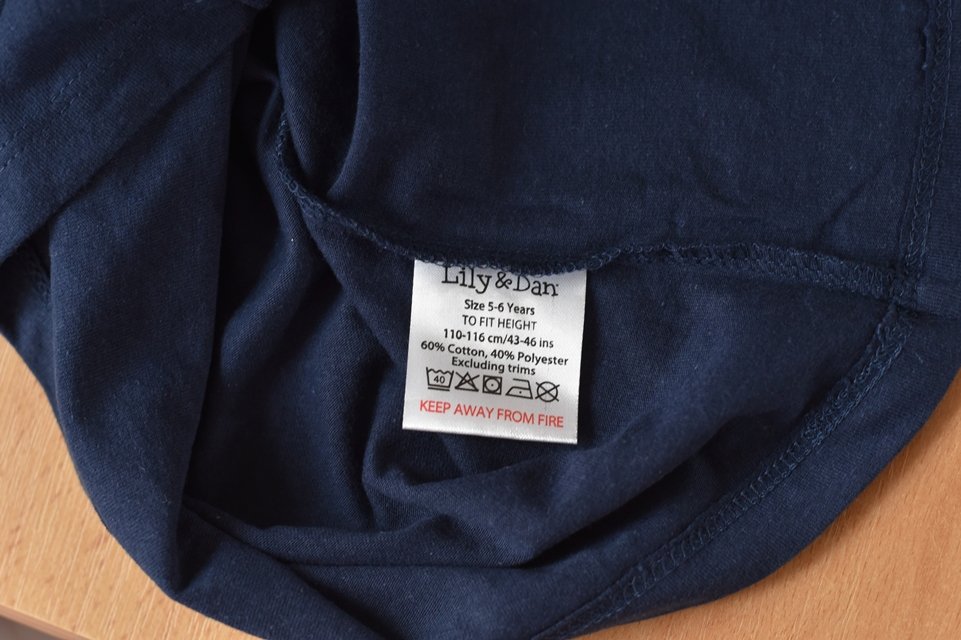 Lily&Dan
Size 5-6 Years
TO FIT HEIGHT
110-116 cm/43-46 ins
60% Cotton, 40% Polyester
Excluding trims
40
KEEP AWAY FROM FIRE